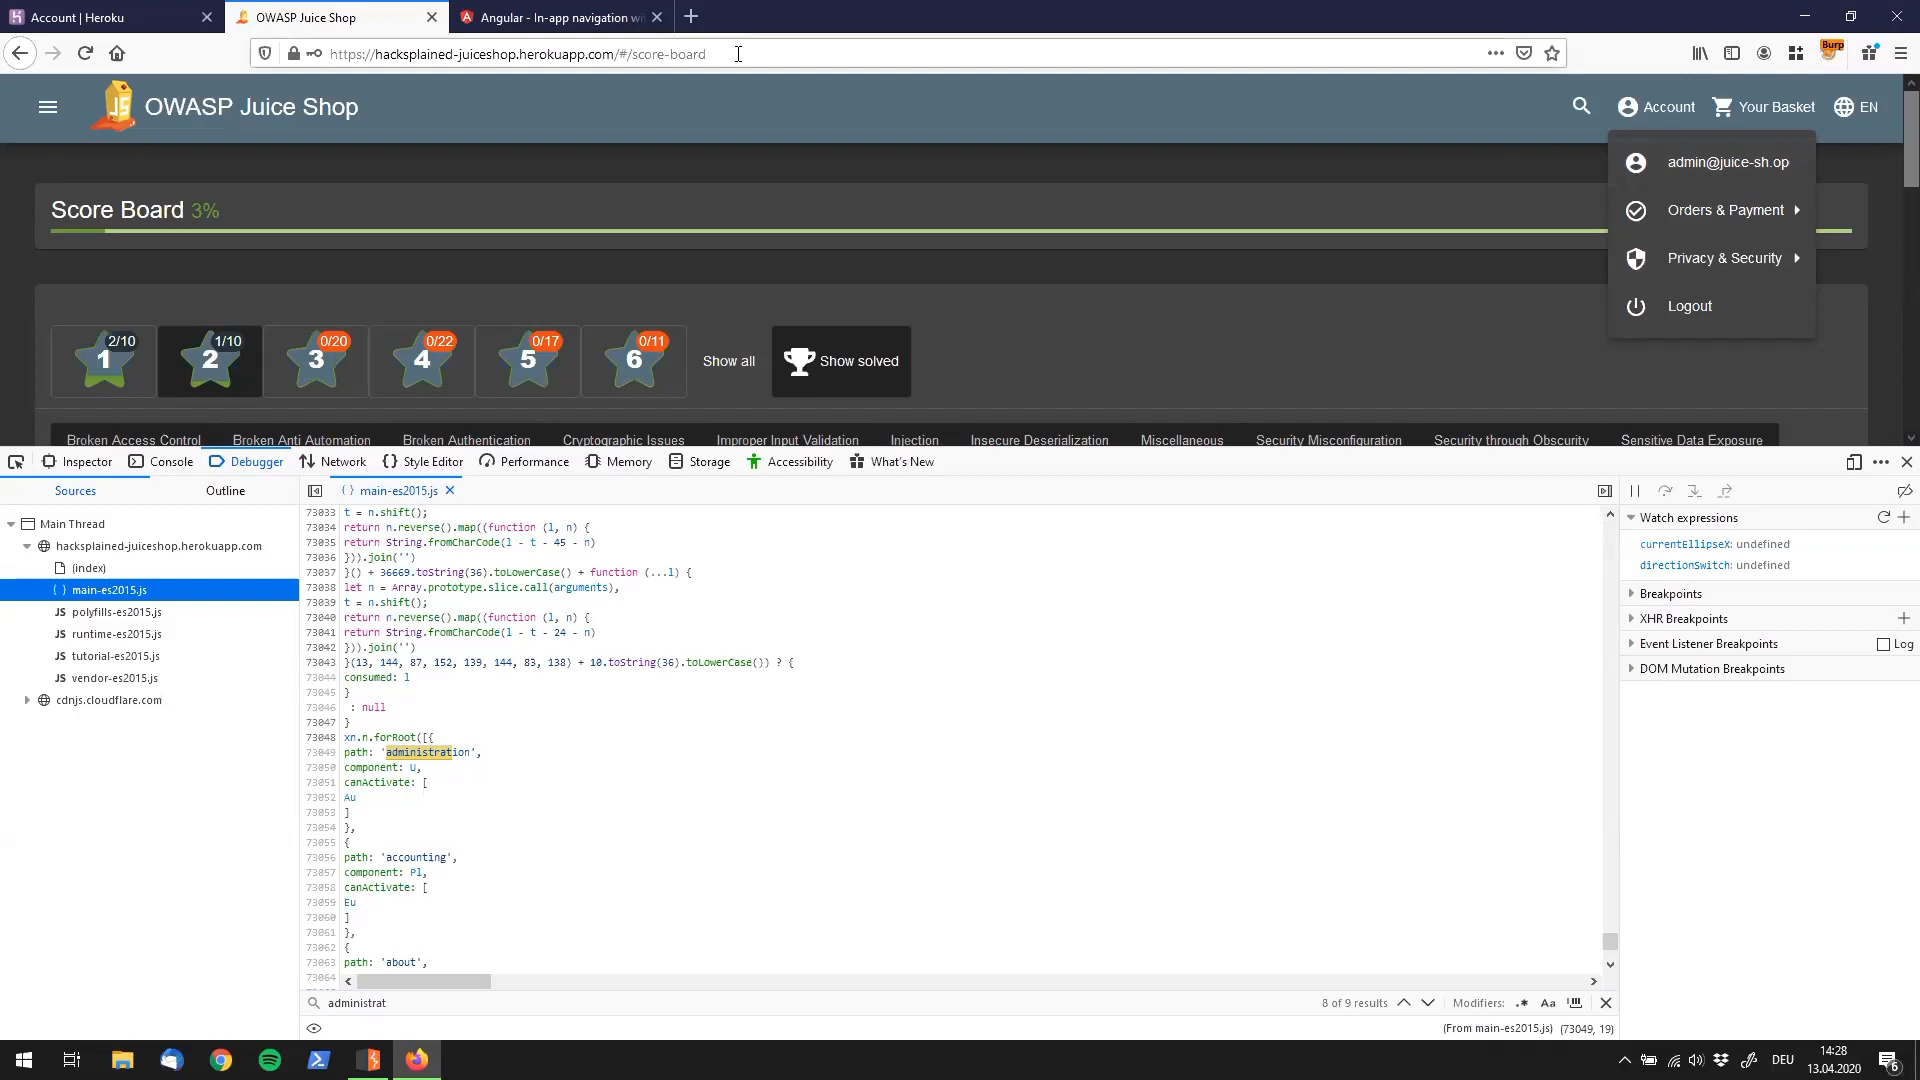 Account | Heroku
OWASP Juice Shop
Angular - In-app navigation wi
https://hacksplained-juiceshop.herokuapp.com/#/score-board
Burp
OWASP Juice Shop
Account
Your Basket
EN
admin@juice-sh.op
Orders & Payment
Privacy & Security
Logout
Score Board 3%
1 2/10
2 1/10
3 0/20
4 0/22
5 0/17
6 0/11
Show all
Show solved
Broken Access Control
Broken Anti Automation
Broken Authentication
Cryptographic Issues
Improper Input Validation
Injection
Insecure Deserialization
Miscellaneous
Security Misconfiguration
Security through Obscurity
Sensitive Data Exposure
Inspector
Console
Debugger
Network
Style Editor
Performance
Memory
Storage
Accessibility
What's New
Sources
Outline
main-es2015.js
Main Thread
hacksplained-juiceshop.herokuapp.com
(index)
main-es2015.js
JS polyfills-es2015.js
JS runtime-es2015.js
JS tutorial-es2015.js
JS vendor-es2015.js
cdnjs.cloudflare.com
73033 t = n.shift();
73034 return n.reverse().map((function (l, n) {
73035 return String.fromCharCode(l - t - 45 - n)
73036 })).join('')
73037 }() + 36669.toString(36).toLowerCase() + function (...l) {
73038 let n = Array.prototype.slice.call(arguments),
73039 t = n.shift();
73040 return n.reverse().map((function (l, n) {
73041 return String.fromCharCode(l - t - 24 - n)
73042 })).join('')
73043 }(13, 144, 87, 152, 139, 144, 83, 138) + 10.toString(36).toLowerCase()) ? {
73044 consumed: l
73045 }
73046 : null
73047 }
73048 xn.n.forRoot([{
73049 path: 'administration',
73050 component: U,
73051 canActivate: [
73052 Au
73053 ]
73054 },
73055 {
73056 path: 'accounting',
73057 component: Pl,
73058 canActivate: [
73059 Eu
73060 ]
73061 },
73062 {
73063 path: 'about',
73064
administrat
8 of 9 results
Modifiers:
.*
Aa
(From main-es2015.js) (73049, 19)
Watch expressions
currentEllipseX: undefined
directionSwitch: undefined
Breakpoints
XHR Breakpoints
Event Listener Breakpoints
Log
DOM Mutation Breakpoints
DEU
14:28
13.04.2020
6